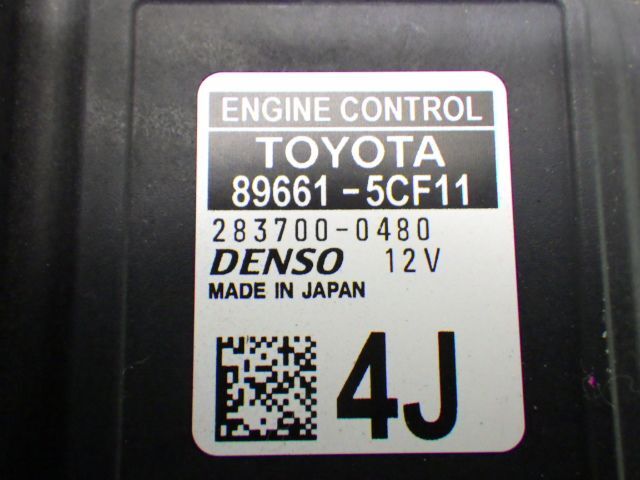 ENGINE CONTROL
TOYOTA
89661-5CF11
283700-0480
DENSO 12V
MADE IN JAPAN
4J